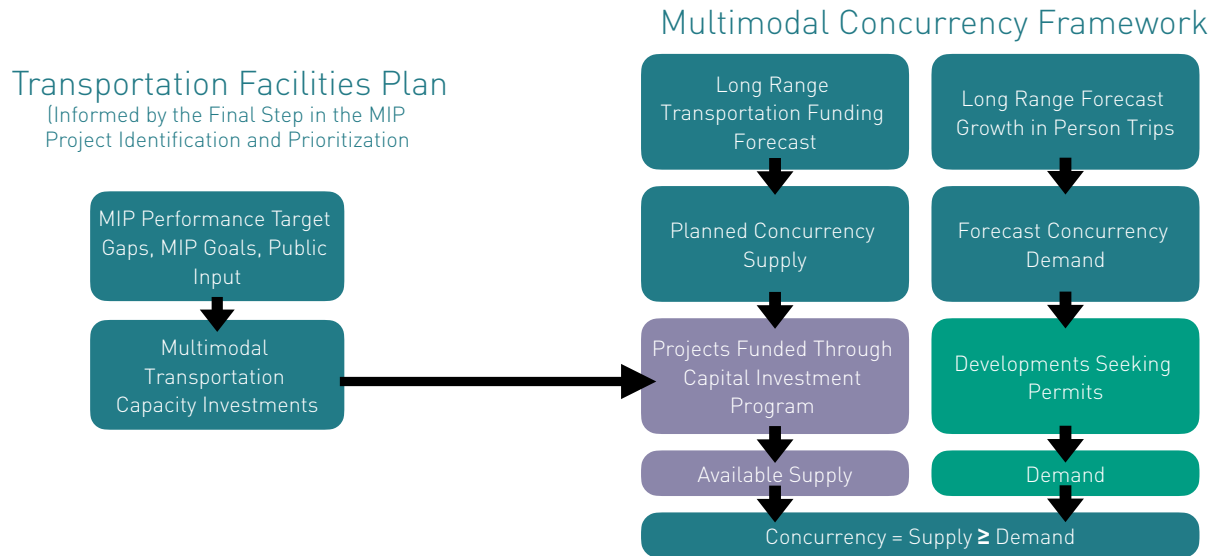 Multimodal Concurrency Framework
Transportation Facilities Plan
(Informed by the Final Step in the MIP
Project Identification and Prioritization
MIP Performance Target
Gaps, MIP Goals, Public
Input
Multimodal
Transportation
Capacity Investments
Long Range
Transportation Funding
Forecast
Planned Concurrency
Supply
Projects Funded Through
Capital Investment
Program
Available Supply
Long Range Forecast
Growth in Person Trips
Forecast Concurrency
Demand
Developments Seeking
Permits
Demand
Concurrency = Supply ≥ Demand